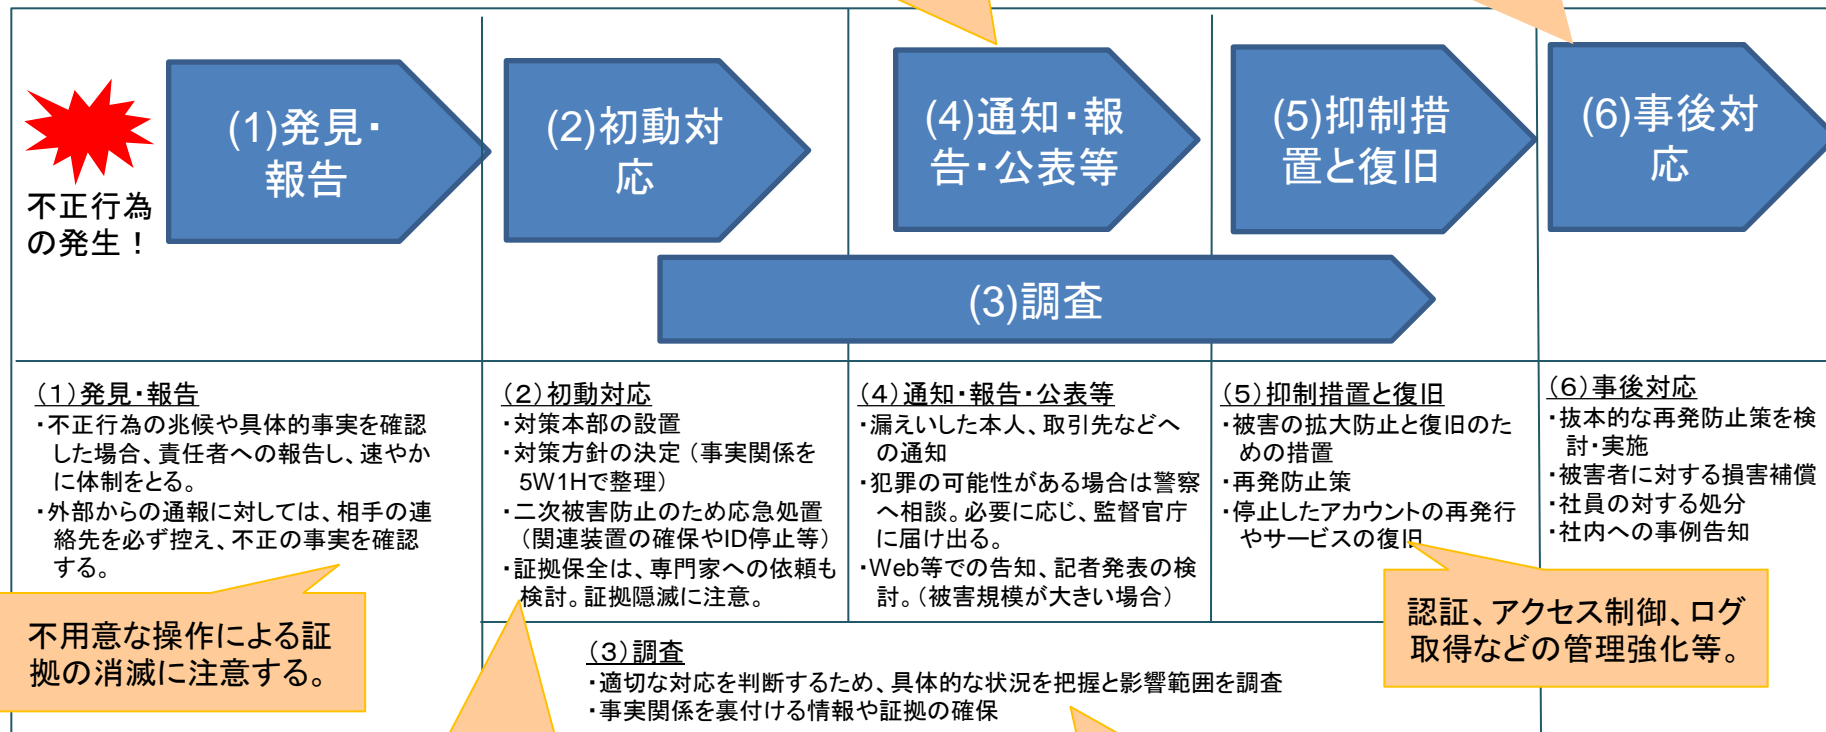 不正行為
の発生！
(1)発見・
報告
(2)初動対
応
(4)通知・報
告・公表等
(5)抑制措
置と復旧
(6)事後対
応
(3)調査
（１）発見・報告
・不正行為の兆候や具体的事実を確認
した場合、責任者への報告し、速やか
に体制をとる。
・外部からの通報に対しては、相手の連
絡先を必ず控え、不正の事実を確認
する。
不用意な操作による証
拠の消滅に注意する。
（２）初動対応
・対策本部の設置
・対策方針の決定（事実関係を
5W1Hで整理）
・二次被害防止のため応急処置
（関連装置の確保やID停止等）
・証拠保全は、専門家への依頼も
検討。証拠隠滅に注意。
（４）通知・報告・公表等
・漏えいした本人、取引先などへ
の通知
・犯罪の可能性がある場合は警察
へ相談。必要に応じ、監督官庁
に届け出る。
・Web等での告知、記者発表の検
討。（被害規模が大きい場合）
（５）抑制措置と復旧
・被害の拡大防止と復旧のた
めの措置
・再発防止策
・停止したアカウントの再発行
やサービスの復旧
認証、アクセス制御、ログ
取得などの管理強化等。
（６）事後対応
・抜本的な再発防止策を検
討・実施
・被害者に対する損害補償
・社員の対する処分
・社内への事例告知
（３）調査
・適切な対応を判断するため、具体的な状況を把握と影響範囲を調査
・事実関係を裏付ける情報や証拠の確保